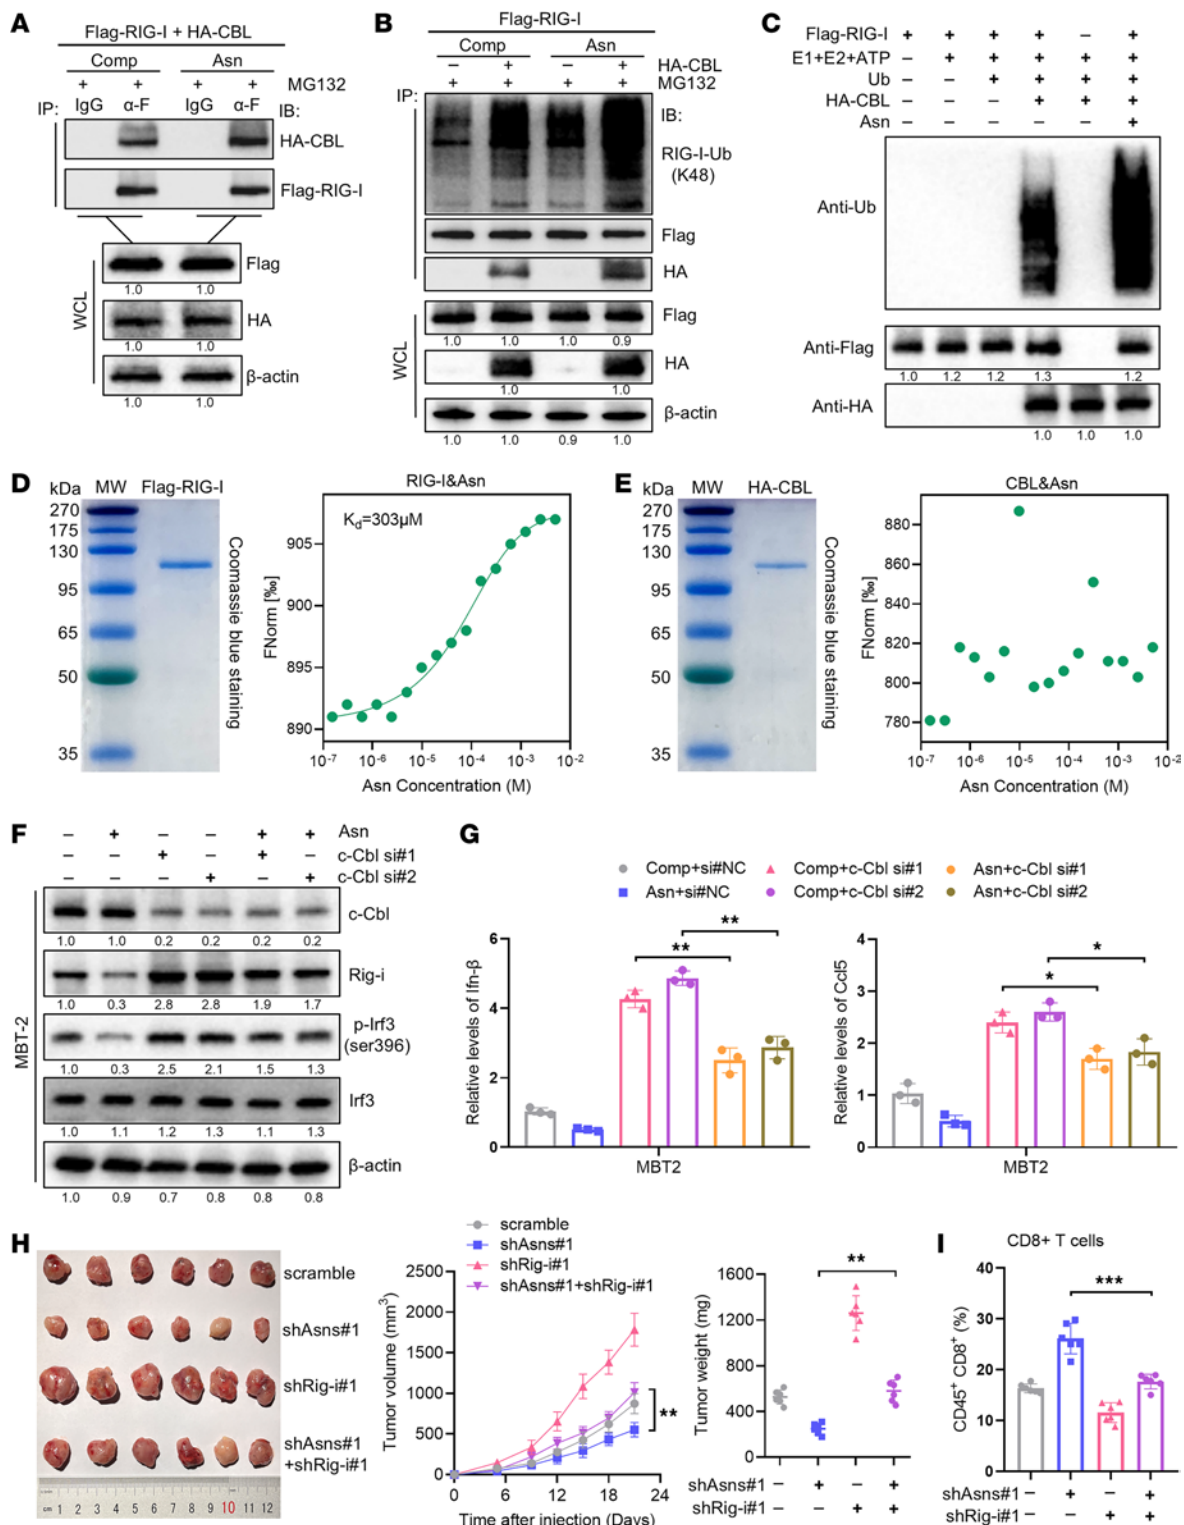 A
Flag-RIG-I + HA-CBL
Comp Asn
+ + + + MG132
IP: IgG α-F IgG α-F IB:
HA-CBL
Flag-RIG-I
WCL
Flag
1.0 1.0
HA
1.0 1.0
β-actin
1.0 1.0
B
Flag-RIG-I
Comp Asn
– + – + HA-CBL
+ + + + MG132
IP: IB:
RIG-I-Ub
(K48)
Flag
HA
WCL
Flag
1.0 1.0 1.0 0.9
HA
1.0 1.0
β-actin
1.0 1.0 0.9 1.0
C
Flag-RIG-I + + + + – +
E1+E2+ATP – + + + + +
Ub – – + + + +
HA-CBL – – – + + +
Asn – – – – – +
Anti-Ub
Anti-Flag
1.0 1.2 1.2 1.3 1.2
Anti-HA
1.0 1.0 1.0
D
kDa MW Flag-RIG-I
270
175
130
95
65
50
35
Coomassie blue staining
RIG-I&Asn
K_d=303μM
FNorm [‰]
905
900
895
890
10⁻⁷ 10⁻⁶ 10⁻⁵ 10⁻⁴ 10⁻³ 10⁻²
Asn Concentration (M)
E
kDa MW HA-CBL
270
175
130
95
65
50
35
Coomassie blue staining
CBL&Asn
FNorm [‰]
880
860
840
820
800
780
10⁻⁷ 10⁻⁶ 10⁻⁵ 10⁻⁴ 10⁻³ 10⁻²
Asn Concentration (M)
F
– + – – + + Asn
– – + – + – c-Cbl si#1
– – – + – + c-Cbl si#2
MBT-2
c-Cbl
1.0 1.0 0.2 0.2 0.2 0.2
Rig-i
1.0 0.3 2.8 2.8 1.9 1.7
p-Irf3
(ser396)
1.0 0.3 2.5 2.1 1.5 1.3
Irf3
1.0 1.1 1.2 1.3 1.1 1.3
β-actin
1.0 0.9 0.7 0.8 0.8 0.8
G
Comp+si#NC Comp+c-Cbl si#1 Asn+c-Cbl si#1
Asn+si#NC Comp+c-Cbl si#2 Asn+c-Cbl si#2
Relative levels of Ifn-β
6
4
2
0
**
**
MBT2
Relative levels of Ccl5
4
3
2
1
0
*
*
MBT2
H
scramble
shAsns#1
shRig-i#1
shAsns#1
+shRig-i#1
cm 1 2 3 4 5 6 7 8 9 10 11 12
scramble
shAsns#1
shRig-i#1
shAsns#1+shRig-i#1
Tumor volume (mm³)
2500
2000
1500
1000
500
0
**
0 6 12 18 24
Time after injection (Days)
Tumor weight (mg)
1600
1200
800
400
0
**
shAsns#1 – + – +
shRig-i#1 – – + +
I
CD8+ T cells
CD45⁺ CD8⁺ (%)
40
30
20
10
0
***
shAsns#1 – + – +
shRig-i#1 – – + +